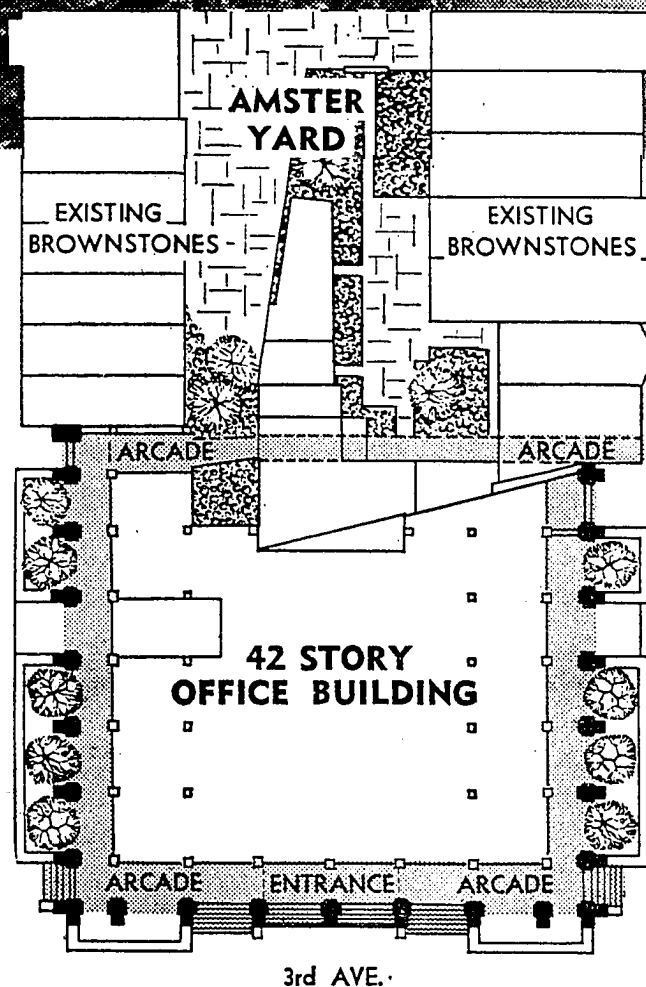 AMSTER
YARD
EXISTING
BROWNSTONES
EXISTING
BROWNSTONES
ARCADE
ARCADE
42 STORY
OFFICE BUILDING
ARCADE
ENTRANCE
ARCADE
3rd AVE.